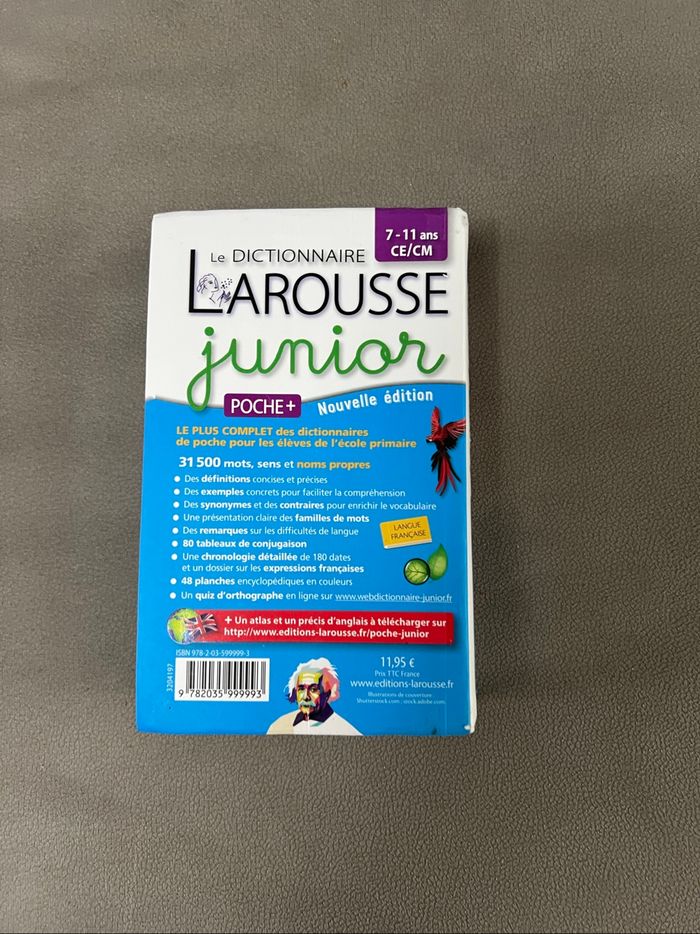 7 - 11 ans
CE/CM
Le DICTIONNAIRE
LAROUSSE
junior
POCHE+
Nouvelle édition
LE PLUS COMPLET des dictionnaires
de poche pour les élèves de l'école primaire
31 500 mots, sens et noms propres
• Des définitions concises et précises
• Des exemples concrets pour faciliter la compréhension
• Des synonymes et des contraires pour enrichir le vocabulaire
• Une présentation claire des familles de mots
• Des remarques sur les difficultés de langue
• 80 tableaux de conjugaison
• Une chronologie détaillée de 180 dates
et un dossier sur les expressions françaises
• 48 planches encyclopédiques en couleurs
• Un quiz d'orthographe en ligne sur www.webdictionnaire-junior.fr
LANGUE
FRANÇAISE
+ Un atlas et un précis d'anglais à télécharger sur
http://www.editions-larousse.fr/poche-junior
ISBN 978-2-03-599999-3
3204197
9 782035 999993
11,95 €
Prix TTC France
www.editions-larousse.fr
Illustrations de couverture :
Shutterstock.com ; stock.adobe.com.